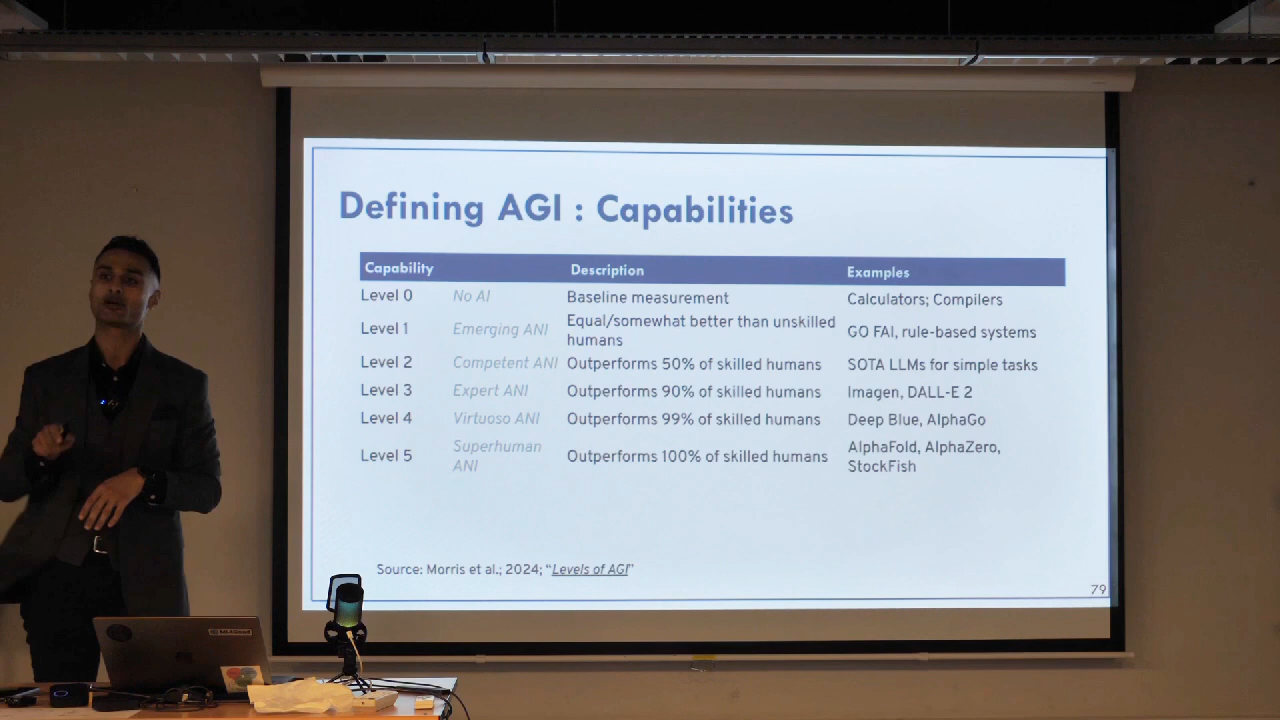 Defining AGI : Capabilities
Capability Description Examples
Level 0 No AI Baseline measurement Calculators; Compilers
Level 1 Emerging ANI Equal/somewhat better than unskilled humans GO FAI, rule-based systems
Level 2 Competent ANI Outperforms 50% of skilled humans SOTA LLMs for simple tasks
Level 3 Expert ANI Outperforms 90% of skilled humans Imagen, DALL-E 2
Level 4 Virtuoso ANI Outperforms 99% of skilled humans Deep Blue, AlphaGo
Level 5 Superhuman ANI Outperforms 100% of skilled humans AlphaFold, AlphaZero, StockFish
Source: Morris et al.; 2024; “Levels of AGI”
79